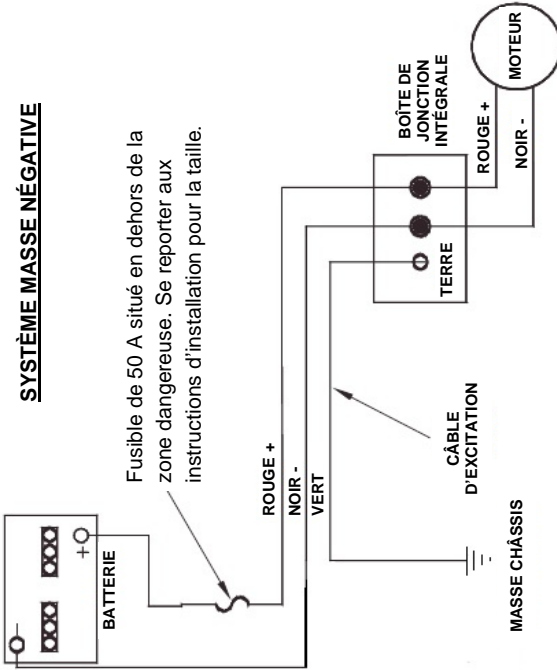 SYSTÈME MASSE NÉGATIVE
Fusible de 50 A situé en dehors de la
zone dangereuse. Se reporter aux
instructions d'installation pour la taille.
-
+
BATTERIE
ROUGE +
NOIR -
VERT
CÂBLE
D'EXCITATION
MASSE CHÂSSIS
BOÎTE DE
JONCTION
INTÉGRALE
TERRE
ROUGE +
NOIR -
MOTEUR